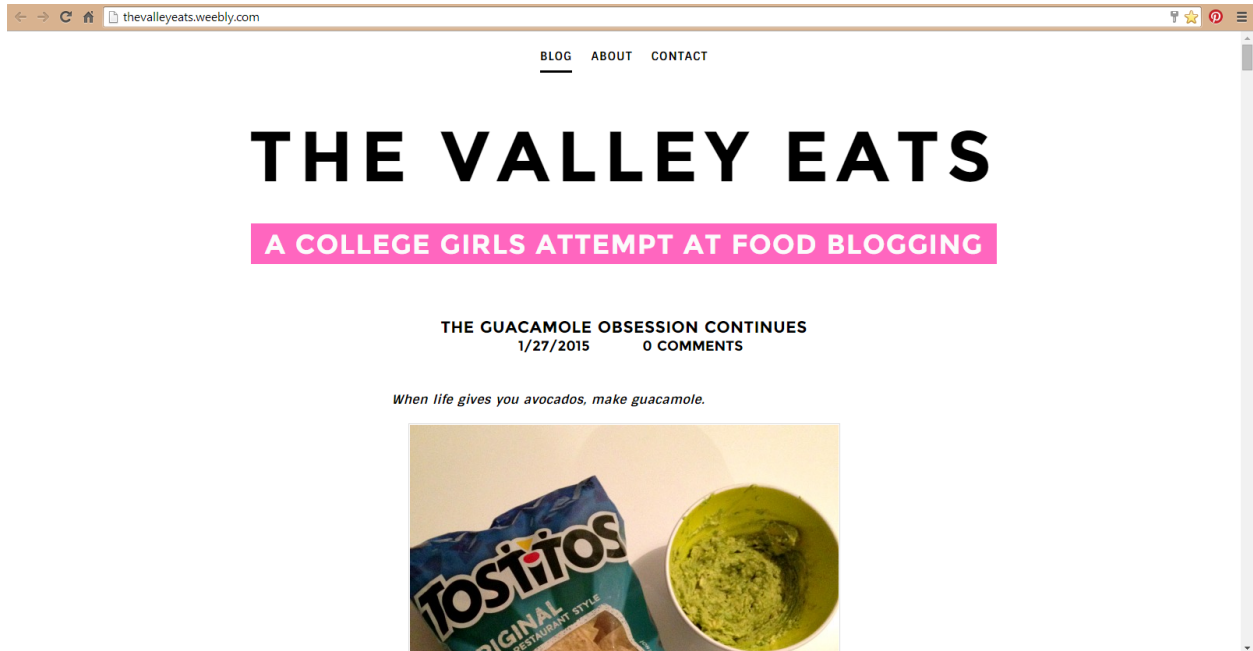 thevalleyeats.weebly.com
BLOG ABOUT CONTACT
THE VALLEY EATS
A COLLEGE GIRLS ATTEMPT AT FOOD BLOGGING
THE GUACAMOLE OBSESSION CONTINUES
1/27/2015 0 COMMENTS
When life gives you avocados, make guacamole.
TOSTITOS
ORIGINAL
RESTAURANT STYLE